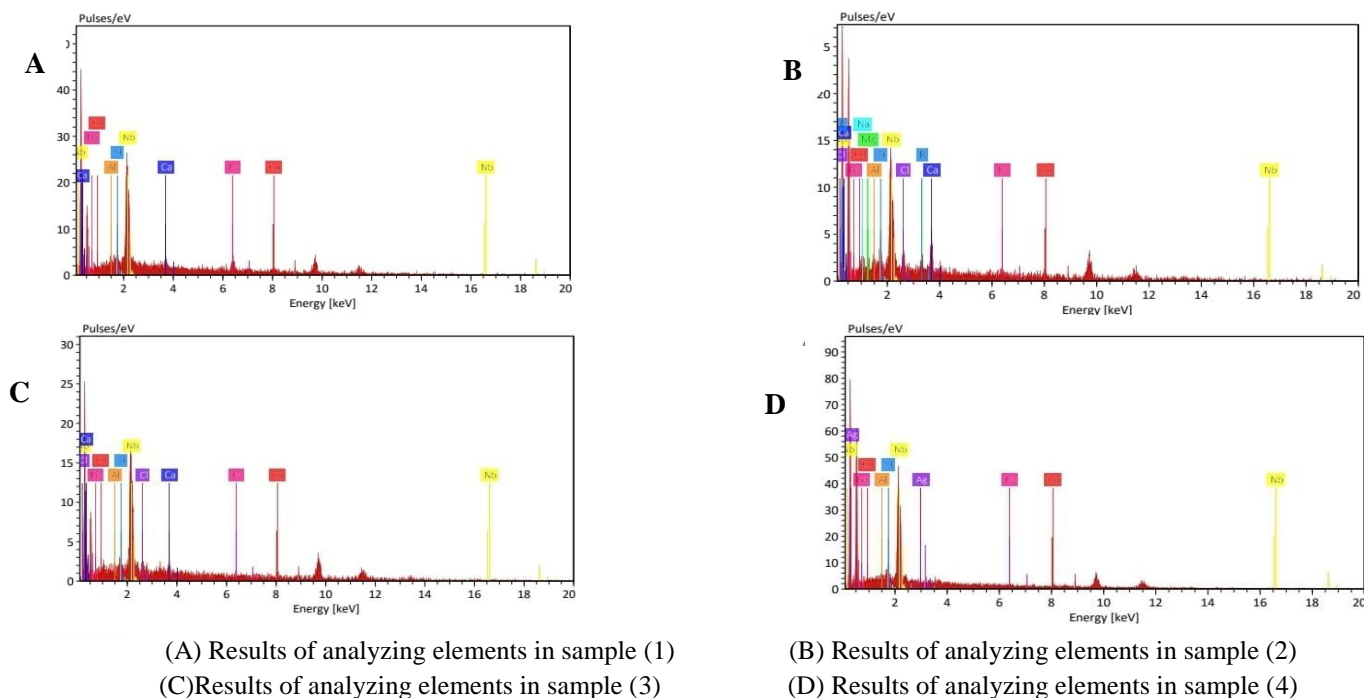 Pulses/eV
A
30
20
10
0
Nb
Al
Ca
Ca
Nb
2 4 6 8 10 12 14 16 18 20
Energy [keV]
Pulses/eV
B
15
10
5
0
Na
Mg
Nb
Al
Cl
Ca
Nb
2 4 6 8 10 12 14 16 18 20
Energy [keV]
Pulses/eV
C
30
25
20
15
10
5
0
Ca
Nb
Al
Cl
Ca
Nb
2 4 6 8 10 12 14 16 18 20
Energy [keV]
Pulses/eV
D
90
80
70
60
50
40
30
20
10
0
Ag
Nb
Al
Ag
Nb
2 4 6 8 10 12 14 16 18 20
Energy [keV]
(A) Results of analyzing elements in sample (1) (B) Results of analyzing elements in sample (2)
(C)Results of analyzing elements in sample (3) (D) Results of analyzing elements in sample (4)